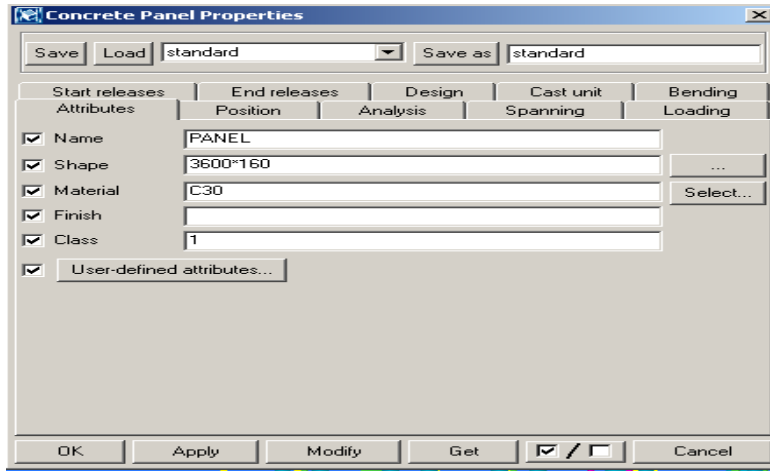 Concrete Panel Properties
Save Load standard Save as standard
Start releases End releases Design Cast unit Bending
Attributes Position Analysis Spanning Loading
Name PANEL
Shape 3600*160 ...
Material C30 Select...
Finish
Class 1
User-defined attributes...
OK Apply Modify Get / Cancel